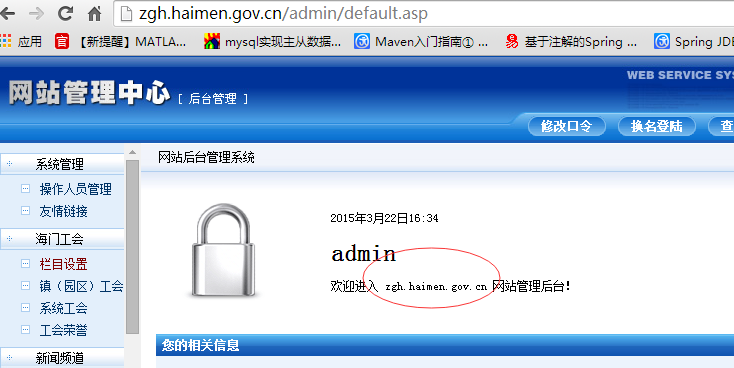 zgh.haimen.gov.cn/admin/default.asp
应用 【新提醒】MATLA... mysql实现主从数据... Maven入门指南① ... 基于注解的Spring ... Spring JDE
网站管理中心 [ 后台管理 ]
WEB SERVICE SYS
修改口令 换名登陆 查
系统管理
操作人员管理
友情链接
海门工会
栏目设置
镇（园区）工会
系统工会
工会荣誉
新闻频道
网站后台管理系统
2015年3月22日16:34
admin
欢迎进入 zgh.haimen.gov.cn 网站管理后台!
您的相关信息